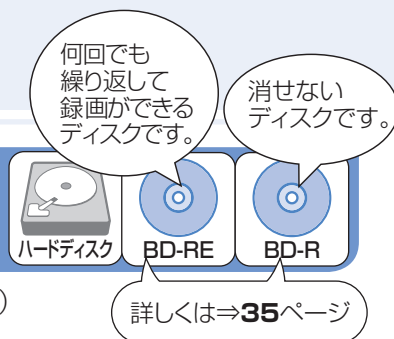 何回でも
繰り返して
録画ができる
ディスクです。
消せない
ディスクです。
ハードディスク
BD-RE
BD-R
)
詳しくは⇒35ページ